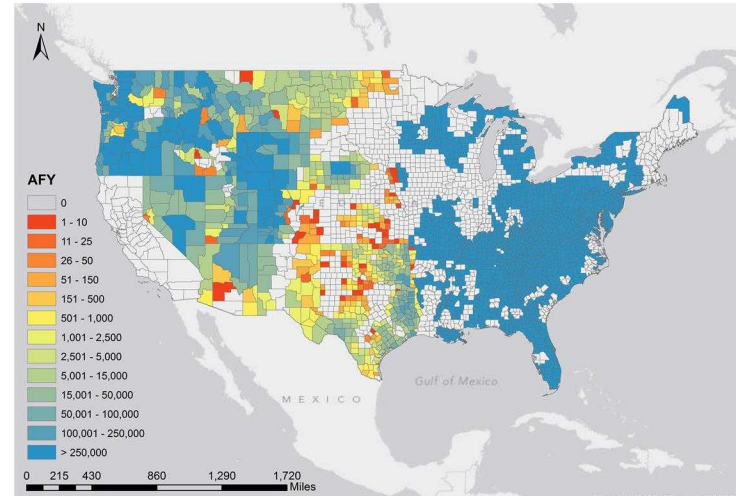 N
AFY
0
1 - 10
11 - 25
26 - 50
51 - 150
151 - 500
501 - 1,000
1,001 - 2,500
2,501 - 5,000
5,001 - 15,000
15,001 - 50,000
50,001 - 100,000
100,001 - 250,000
> 250,000
MEXICO
Gulf of Mexico
0 215 430 860 1,290 1,720
Miles